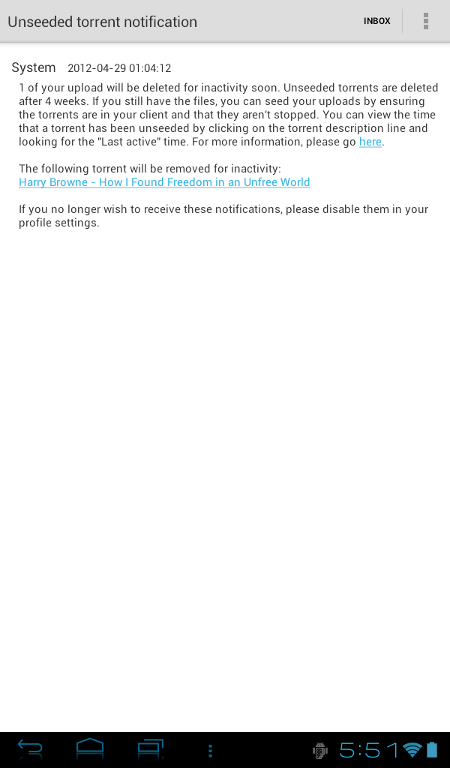 Unseeded torrent notification
INBOX
System 2012-04-29 01:04:12
1 of your upload will be deleted for inactivity soon. Unseeded torrents are deleted
after 4 weeks. If you still have the files, you can seed your uploads by ensuring
the torrents are in your client and that they aren't stopped. You can view the time
that a torrent has been unseeded by clicking on the torrent description line and
looking for the "Last active" time. For more information, please go here.
The following torrent will be removed for inactivity:
Harry Browne - How I Found Freedom in an Unfree World
If you no longer wish to receive these notifications, please disable them in your
profile settings.
5:51